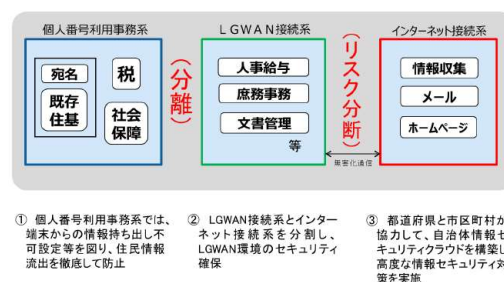 個人番号利用事務系
宛名
既存
住基
税
社会
保障
（分離）
ＬＧＷＡＮ接続系
人事給与
庶務事務
文書管理
等
（リスク分断）
無害化通信
インターネット接続系
情報収集
メール
ホームページ
① 個人番号利用事務系では、
端末からの情報持ち出し不
可設定等を図り、住民情報
流出を徹底して防止
② LGWAN接続系とインター
ネット接続系を分割し、
LGWAN環境のセキュリティ
確保
③ 都道府県と市区町村が
協力して、自治体情報セ
キュリティクラウドを構築し
高度な情報セキュリティ対
策を実施